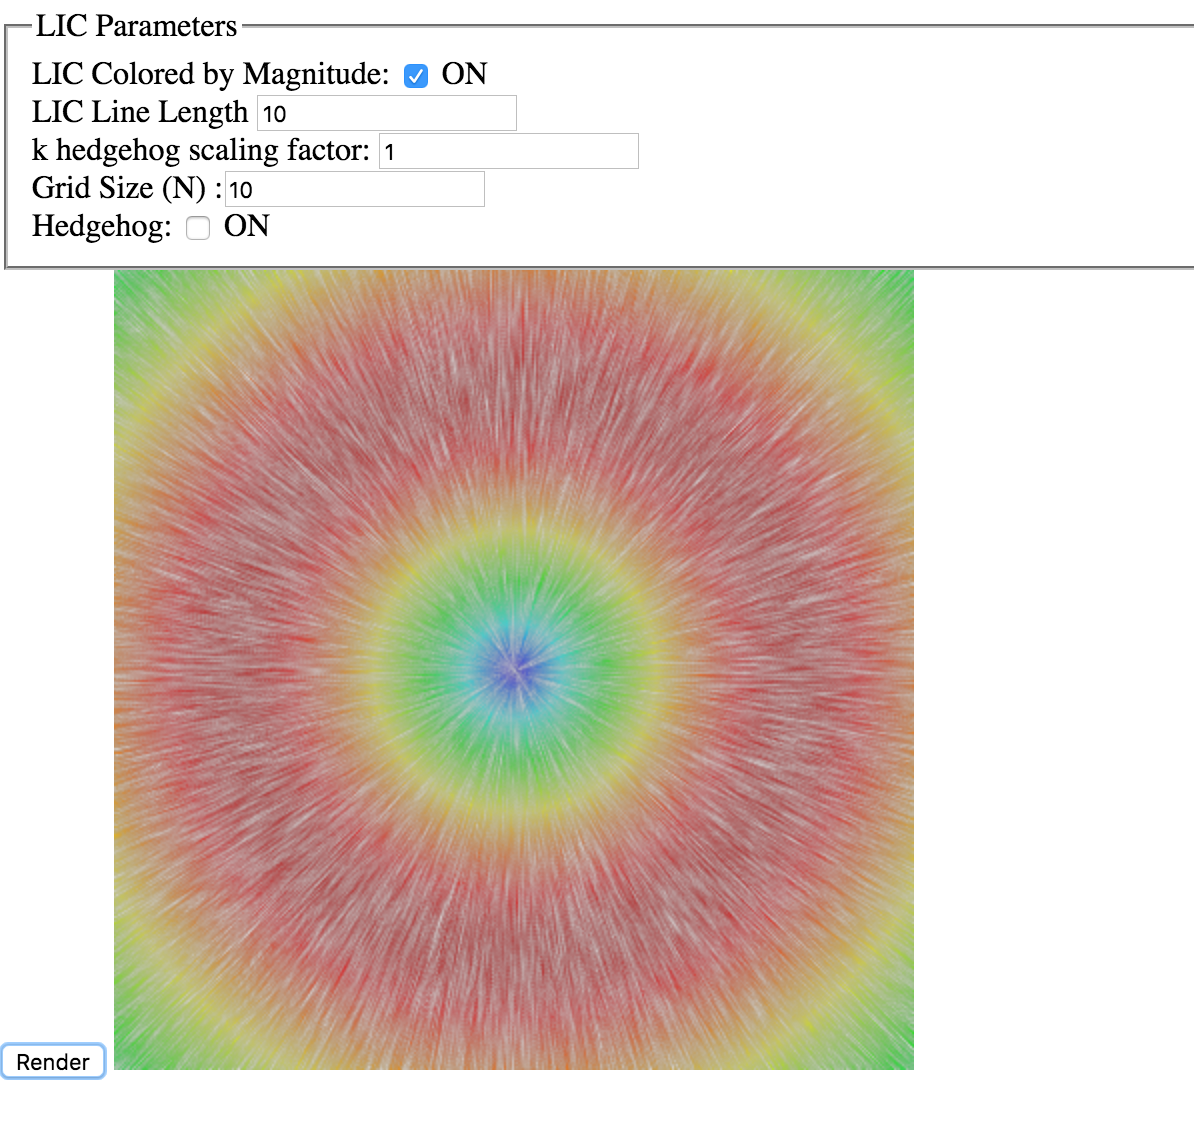 LIC Parameters
LIC Colored by Magnitude: ON
LIC Line Length 10
k hedgehog scaling factor: 1
Grid Size (N) : 10
Hedgehog: ON
Render